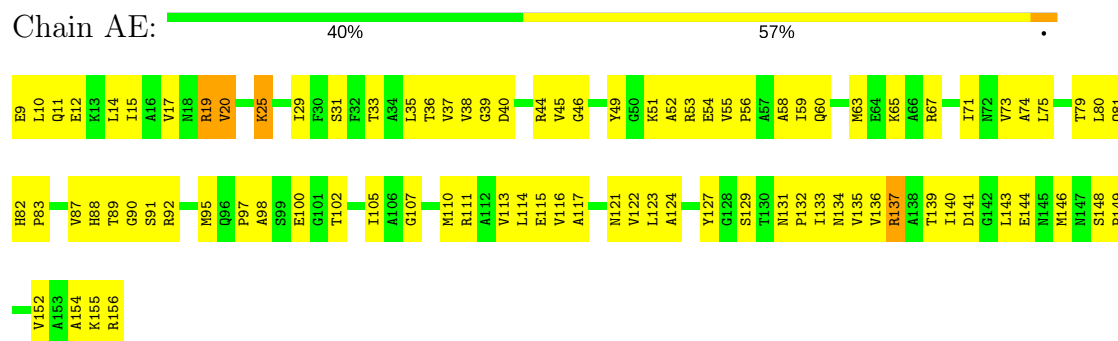 Chain AE:
40% 57% •
E9 L10 Q11 E12 K13 L14 I15 A16 V17 N18 R19 V20 K25 I29 F30 S31 F32 T33 A34 L35 T36 V37 V38 G39 D40 R44 V45 G46 Y49 G50 K51 A52 R53 E54 V55 P56 A57 A58 I59 Q60 M63 E64 K65 A66 R67 I71 N72 V73 A74 L75 T79 L80 Q81
H82 P83 V87 H88 T89 G90 S91 R92 M95 Q96 P97 A98 S99 E100 G101 T102 I105 A106 G107 M110 R111 A112 V113 L114 E115 V116 A117 N121 V122 L123 A124 Y127 G128 S129 T130 N131 P132 I133 N134 V135 V136 R137 A138 T139 I140 D141 G142 L143 E144 N145 M146 N147 S148 P149
V152 A153 A154 K155 R156